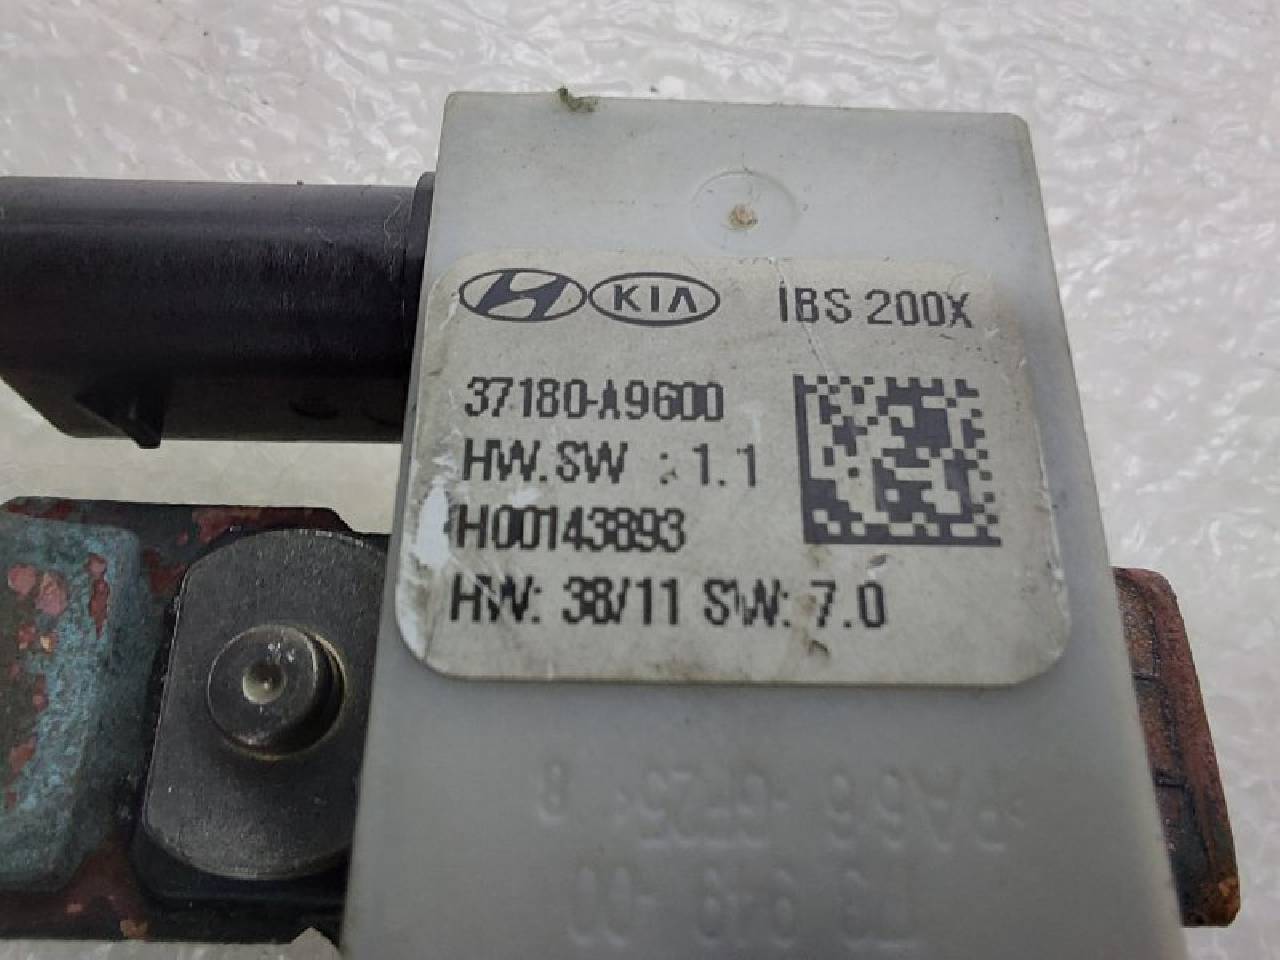 KIA IBS 200X
37180-A9600
HW.SW : 1.1
H00143893
HW: 38/11 SW: 7.0